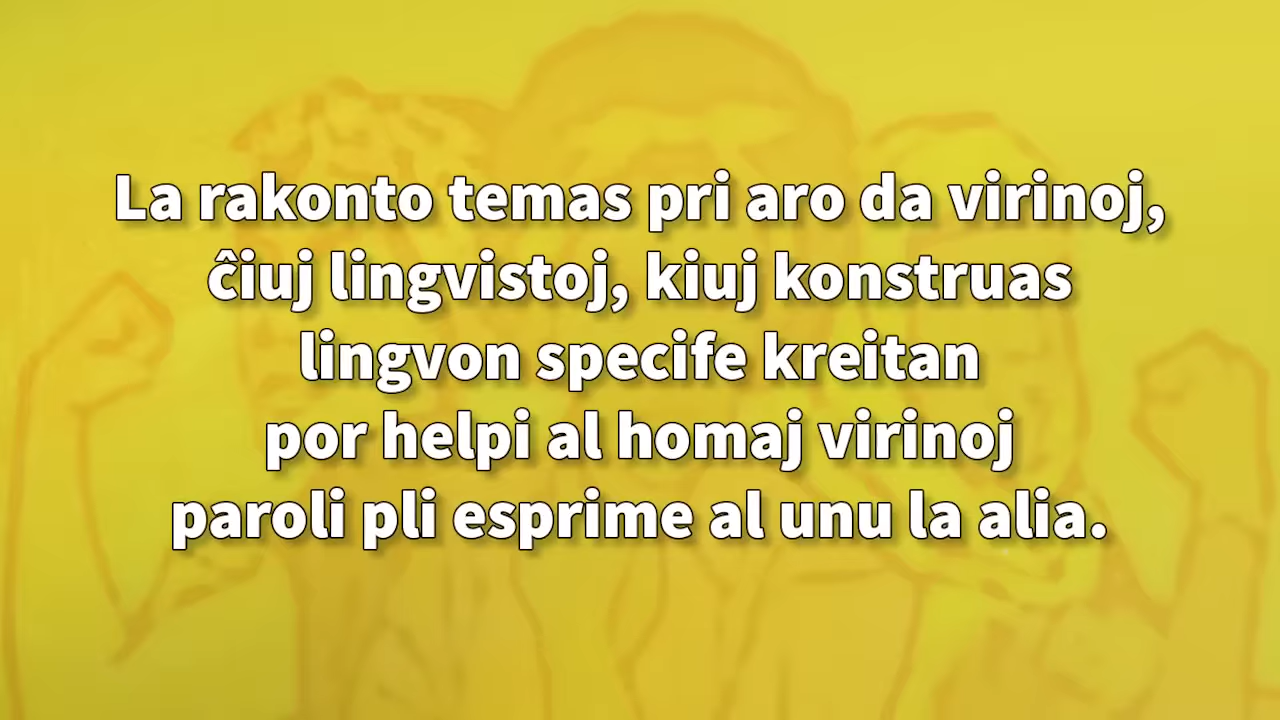 La rakonto temas pri aro da virinoj,
ĉiuj lingvistoj, kiuj konstruas
lingvon specife kreitan
por helpi al homaj virinoj
paroli pli esprime al unu la alia.